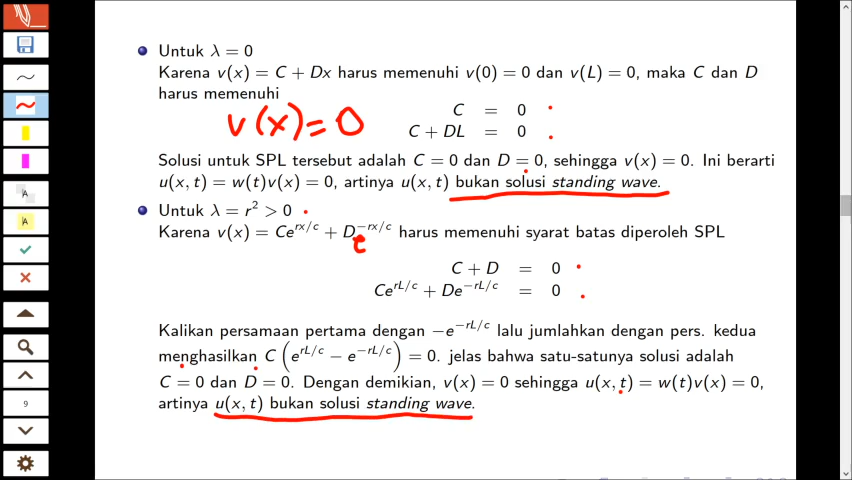 Untuk λ = 0
Karena v(x) = C + Dx harus memenuhi v(0) = 0 dan v(L) = 0, maka C dan D
harus memenuhi
C = 0
v(x)=0
C + DL = 0
Solusi untuk SPL tersebut adalah C = 0 dan D = 0, sehingga v(x) = 0. Ini berarti
u(x, t) = w(t)v(x) = 0, artinya u(x, t) bukan solusi standing wave.
Untuk λ = r² > 0
Karena v(x) = Ce^{rx/c} + D^{−rx/c} harus memenuhi syarat batas diperoleh SPL
e
C + D = 0
Ce^{rL/c} + De^{−rL/c} = 0
Kalikan persamaan pertama dengan −e^{−rL/c} lalu jumlahkan dengan pers. kedua
menghasilkan C(e^{rL/c} − e^{−rL/c}) = 0. jelas bahwa satu-satunya solusi adalah
C = 0 dan D = 0. Dengan demikian, v(x) = 0 sehingga u(x, t) = w(t)v(x) = 0,
artinya u(x, t) bukan solusi standing wave.
A
A
9